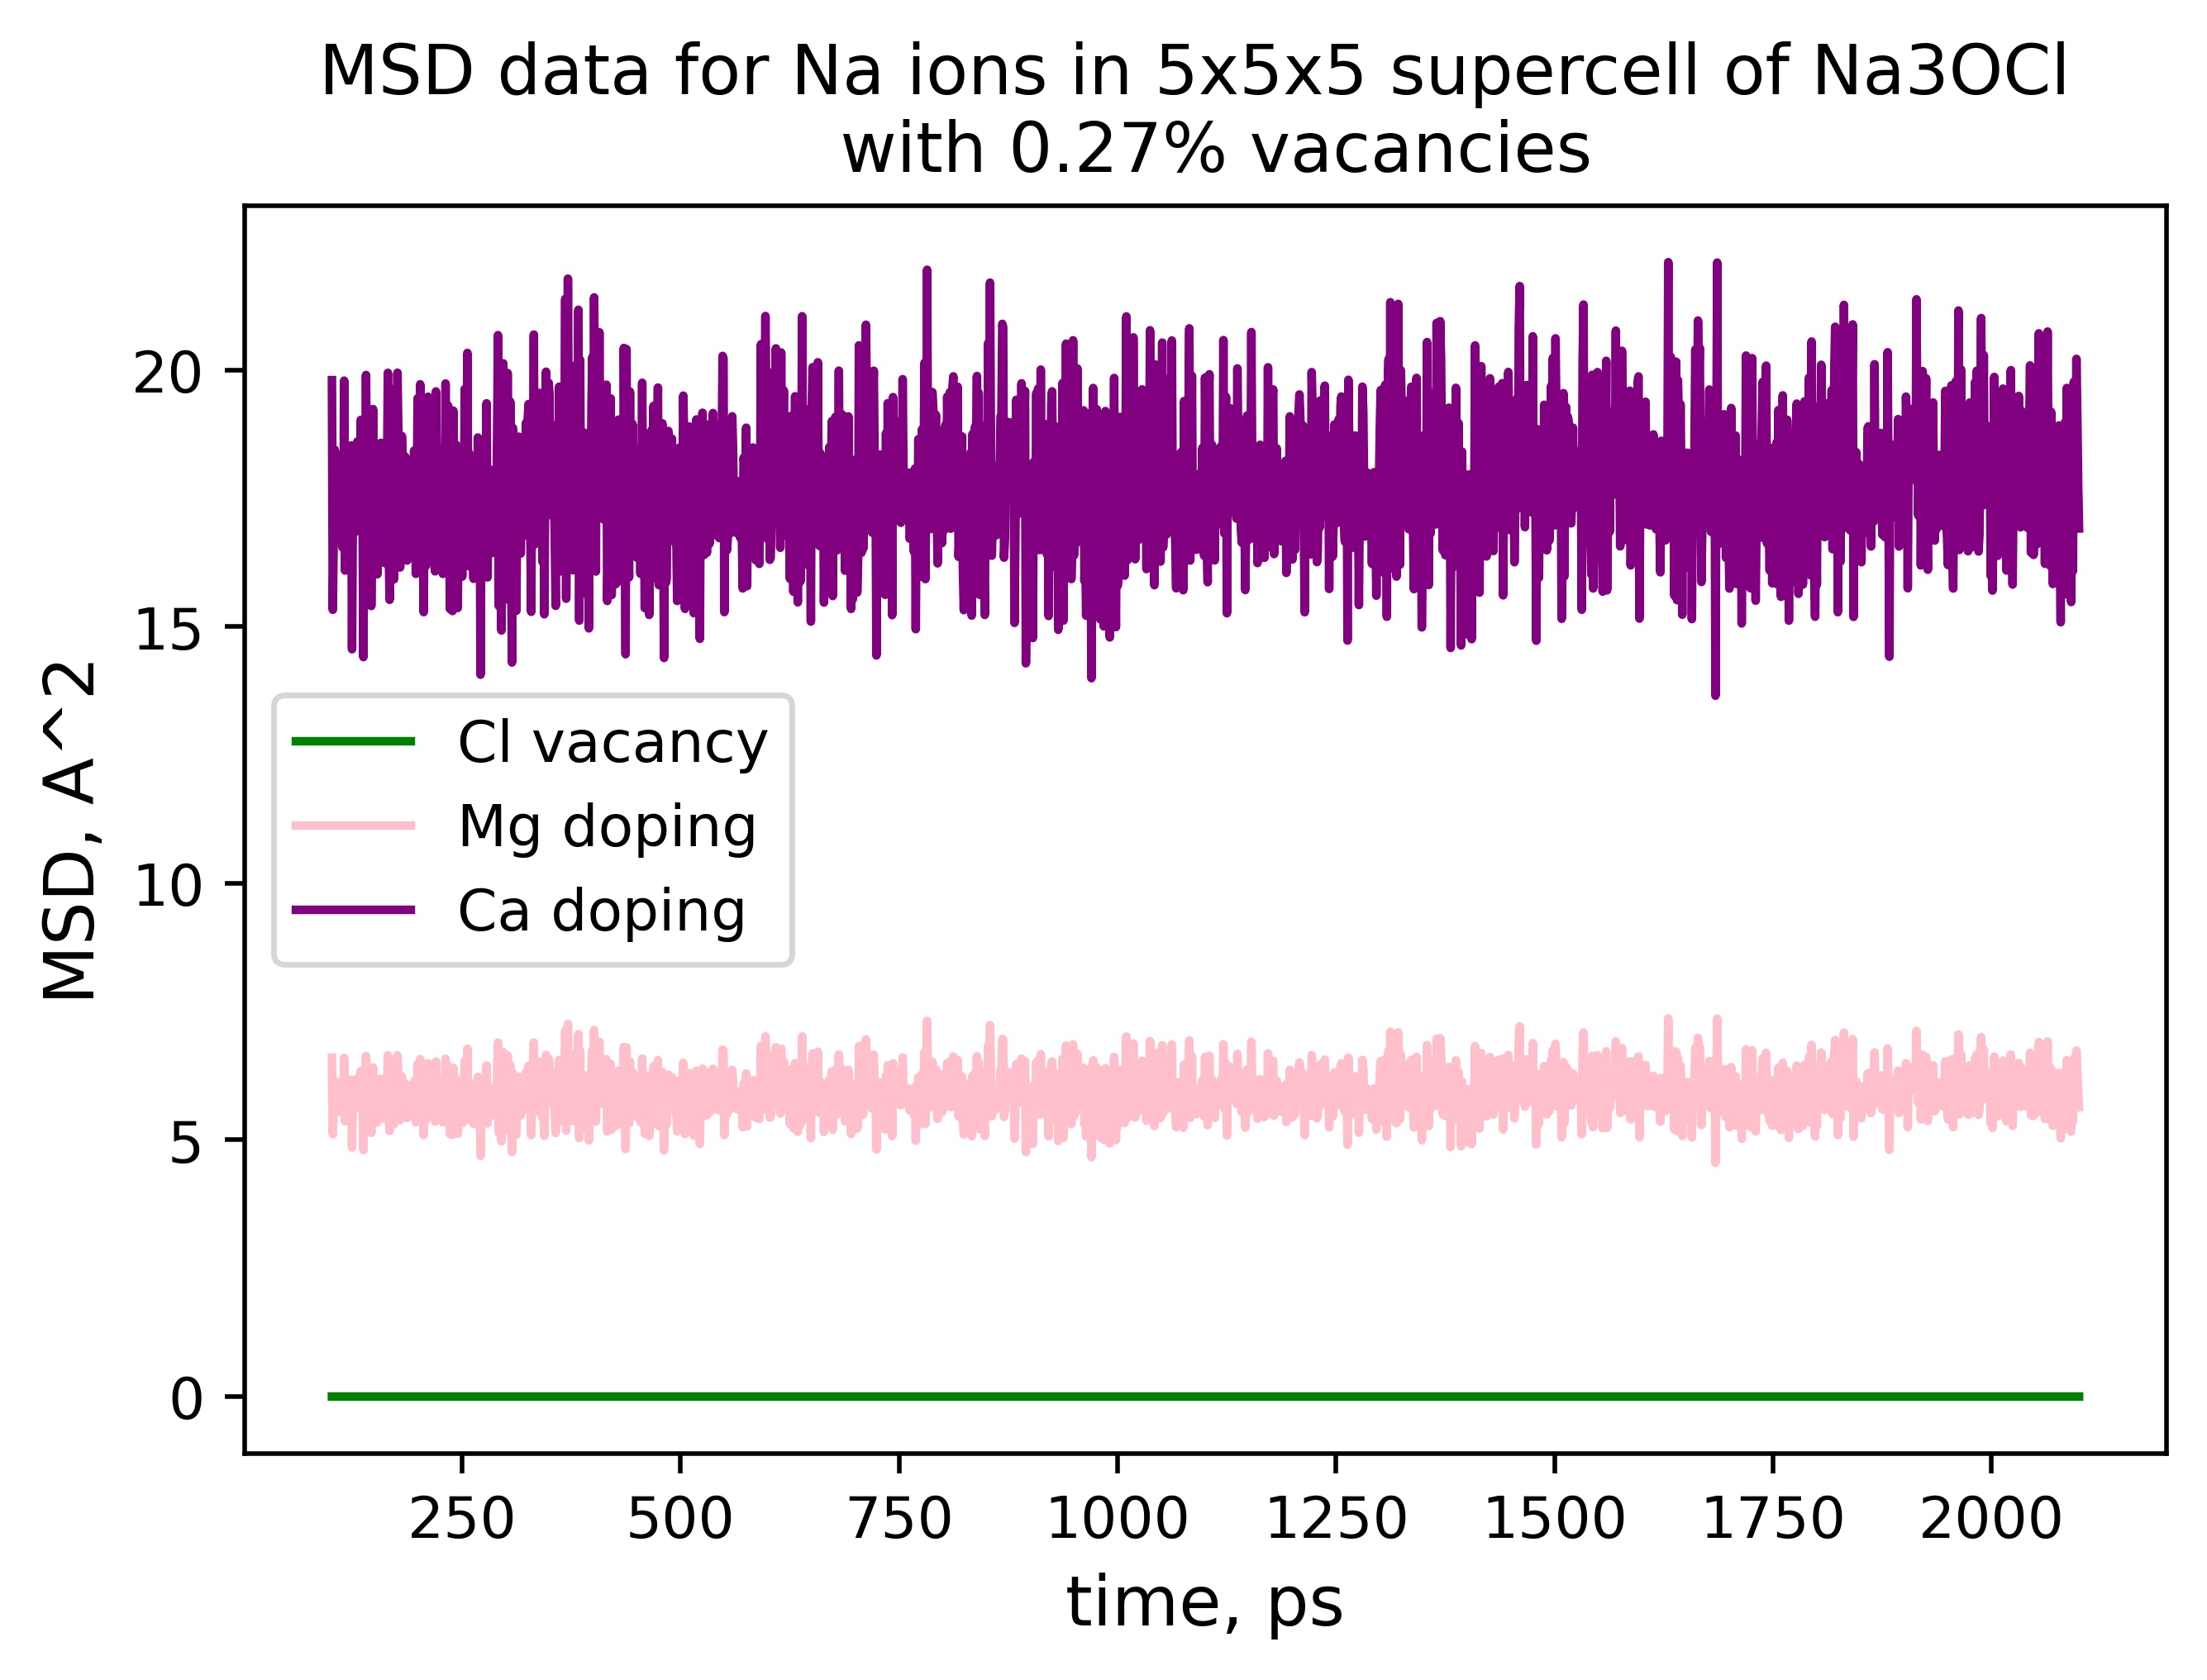 MSD data for Na ions in 5x5x5 supercell of Na3OCl
with 0.27% vacancies
MSD, A^2
20
15
10
5
0
Cl vacancy
Mg doping
Ca doping
250 500 750 1000 1250 1500 1750 2000
time, ps